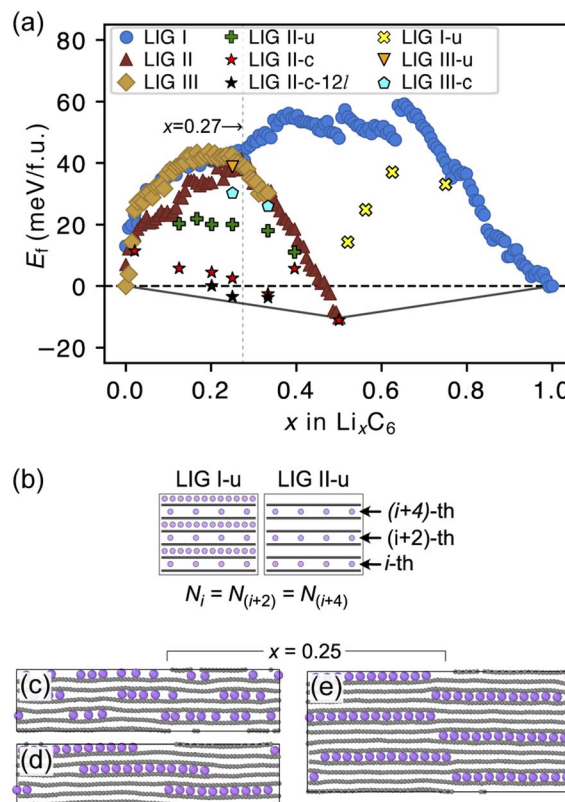 (a)
80
60
40
20
0
−20
E_f (meV/f.u.)
LIG I LIG II-u LIG I-u
LIG II LIG II-c LIG III-u
LIG III LIG II-c-12l LIG III-c
x=0.27→
0.0 0.2 0.4 0.6 0.8 1.0
x in Li_xC_6
(b)
LIG I-u LIG II-u
(i+4)-th
(i+2)-th
i-th
N_i = N_(i+2) = N_(i+4)
x = 0.25
(c) (e)
(d)